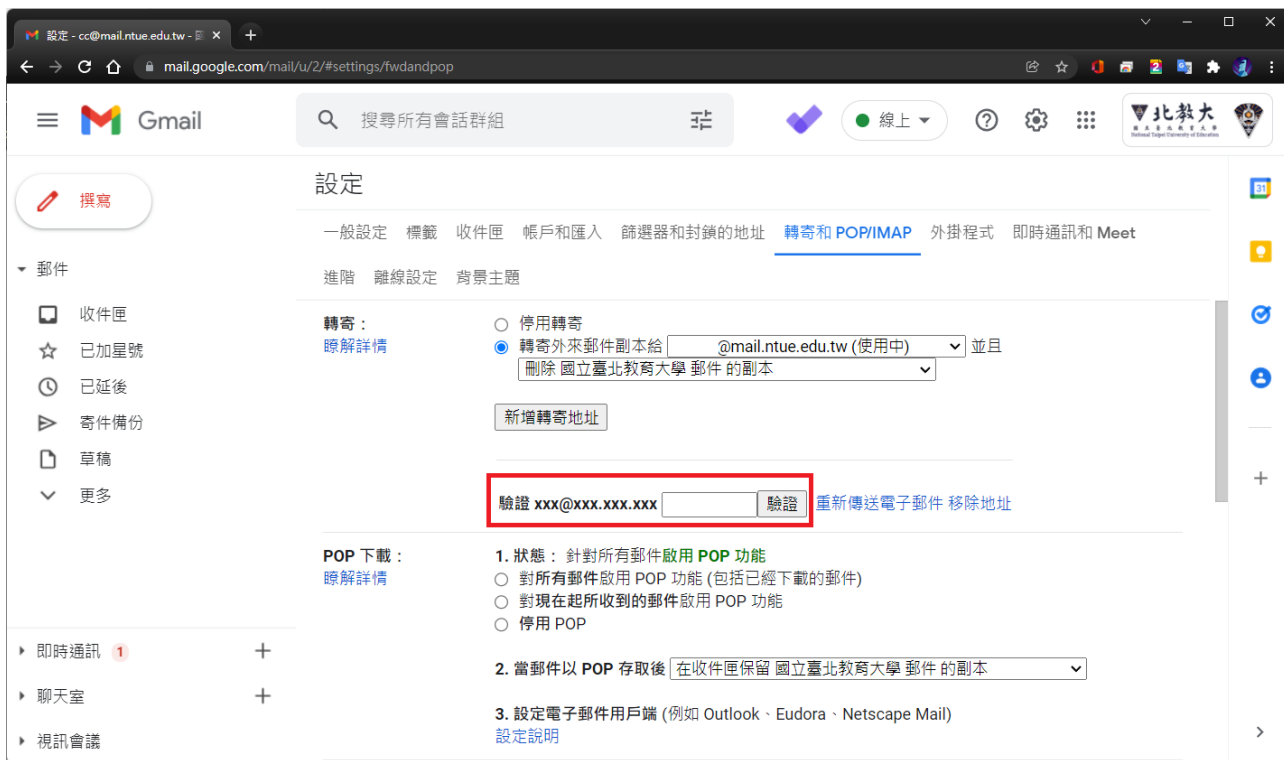 設定 - cc@mail.ntue.edu.tw - 國
mail.google.com/mail/u/2/#settings/fwdandpop
Gmail
搜尋所有會話群組
線上
北教大
National Taipei University of Education
撰寫
設定
一般設定 標籤 收件匣 帳戶和匯入 篩選器和封鎖的地址 轉寄和 POP/IMAP 外掛程式 即時通訊和 Meet
進階 離線設定 背景主題
郵件
收件匣
已加星號
已延後
寄件備份
草稿
更多
轉寄：
瞭解詳情
停用轉寄
轉寄外來郵件副本給 @mail.ntue.edu.tw (使用中) 並且
刪除 國立臺北教育大學 郵件 的副本
新增轉寄地址
驗證 xxx@xxx.xxx.xxx 驗證 重新傳送電子郵件 移除地址
POP 下載：
瞭解詳情
1. 狀態： 針對所有郵件啟用 POP 功能
對所有郵件啟用 POP 功能 (包括已經下載的郵件)
對現在起所收到的郵件啟用 POP 功能
停用 POP
2. 當郵件以 POP 存取後 在收件匣保留 國立臺北教育大學 郵件 的副本
3. 設定電子郵件用戶端 (例如 Outlook、Eudora、Netscape Mail)
設定說明
即時通訊 1
聊天室
視訊會議
31
2